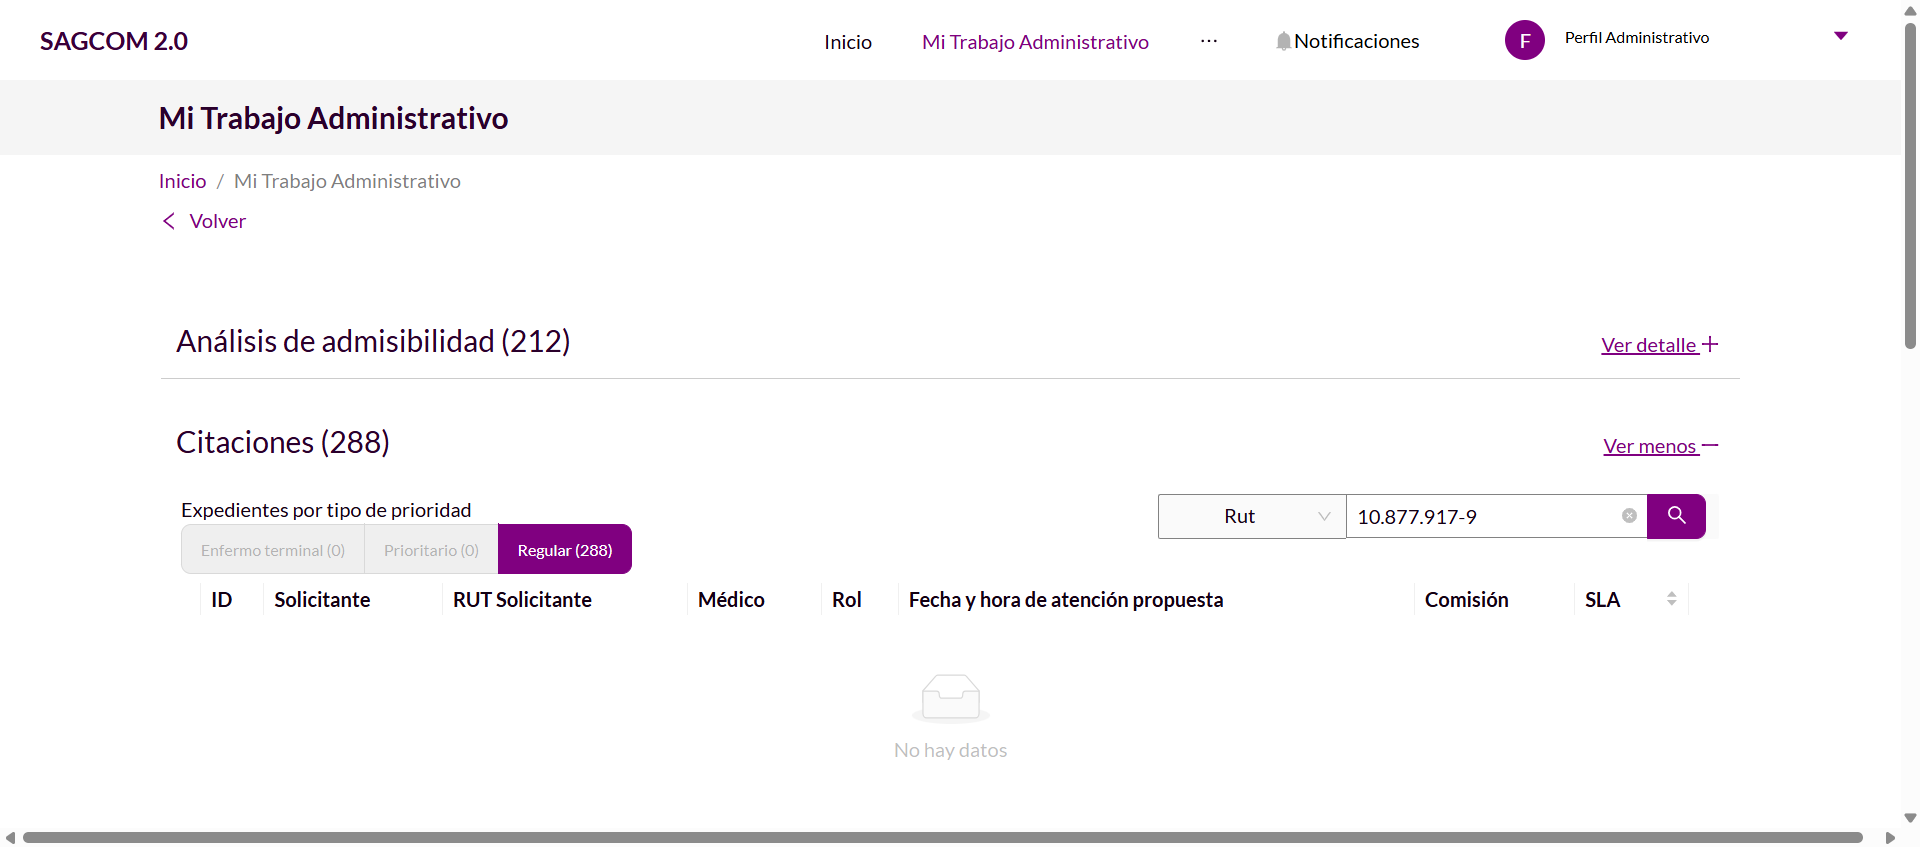 SAGCOM 2.0
Inicio
Mi Trabajo Administrativo
···
Notificaciones
F
Perfil Administrativo
Mi Trabajo Administrativo
Inicio / Mi Trabajo Administrativo
Volver
Análisis de admisibilidad (212)
Ver detalle
Citaciones (288)
Ver menos
Expedientes por tipo de prioridad
Enfermo terminal (0)
Prioritario (0)
Regular (288)
Rut
10.877.917-9
ID
Solicitante
RUT Solicitante
Médico
Rol
Fecha y hora de atención propuesta
Comisión
SLA
No hay datos